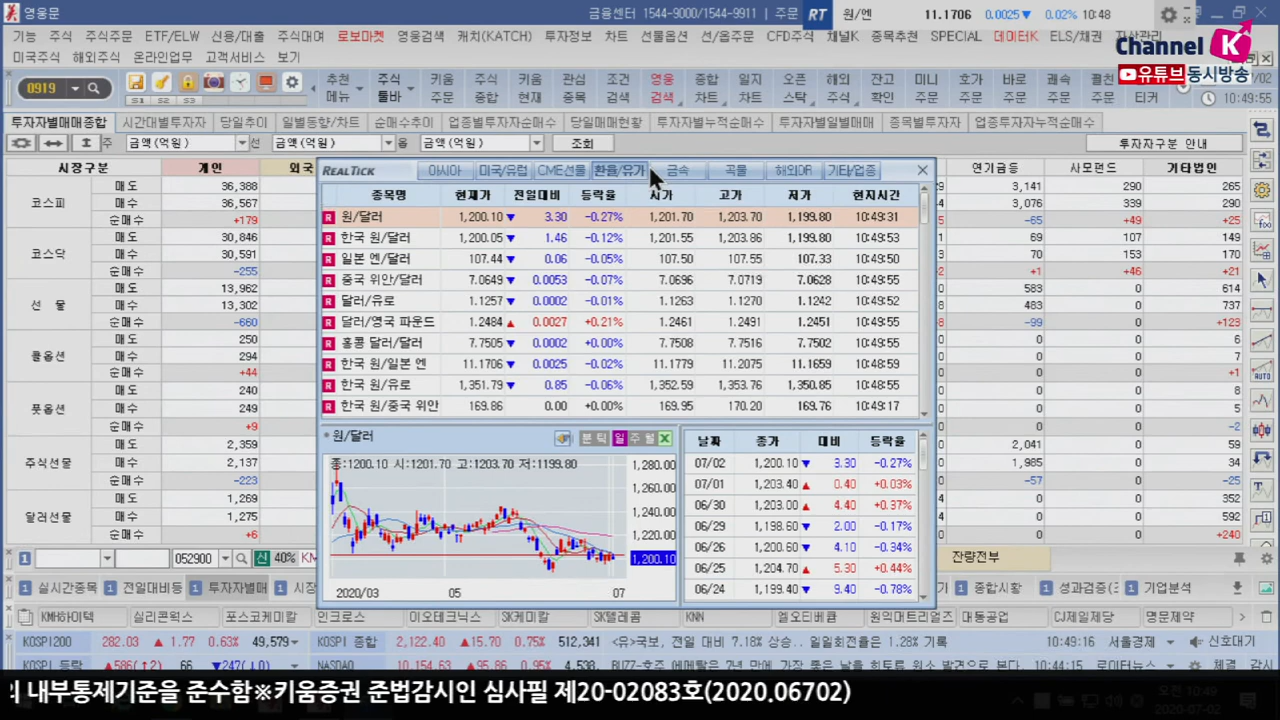 영웅문 금융센터 1544-9000/1544-9911 주문 RT 원/엔 11.1706 0.0025▼ 0.02% 10:48
기능 주식 주식주문 ETF/ELW 신용/대출 주식대여 로보마켓 영웅검색 캐치(KATCH) 투자정보 차트 선물옵션 선/옵주문 CFD주식 채널K 종목추천 SPECIAL 데이터K ELS/채권 자산관리
미국주식 해외주식 온라인업무 고객서비스 보기
Channel K
유튜브동시방송
0919 S1 S2 S3 추천메뉴 주식툴바 키움주문 주식종합 키움현재 관심종목 조건검색 영웅검색 종합차트 일지차트 오픈스탁 해외주식 잔고확인 미니주문 호가주문 바로주문 쾌속주문 티커 10:49:55
투자자별매매종합 시간대별투자자 당일추이 일별동향/차트 순매수추이 업종별투자자순매수 당일매매현황 투자자별누적순매수 투자자별일별매매 종목별투자자 업종투자자누적순매수
금액(억원) 선 금액(억원) 금액(억원) 조회 투자자구분 안내
시장구분 개인 외국 연기금등 사모펀드 기타법인
코스피 매도 36,388 3,141 290 265
매수 36,567 3,076 339 290
순매수 +179 -65 +49 +25
코스닥 매도 30,846 69 107 149
매수 30,591 70 153 170
순매수 -255 +1 +46 +21
선물 매도 13,962 583 0 614
매수 13,302 483 0 737
순매수 -660 -99 0 +123
콜옵션 매도 250 0 0 6
매수 294 0 0 7
순매수 +44 0 0 +1
풋옵션 매도 240 0 0 8
매수 249 0 0 5
순매수 +9 0 0 -2
주식선물 매도 2,359 2,041 0 59
매수 2,137 1,985 0 34
순매수 -223 -57 0 -25
달러선물 매도 1,269 0 0 352
매수 1,275 0 0 592
순매수 +6 0 0 +240
REALTICK 아시아 미국/유럽 CME선물 환율/유가 금속 곡물 해외DR 기타업종
종목명 현재가 전일대비 등락율 시가 고가 저가 현지시간
R 원/달러 1,200.10 ▼ 3.30 -0.27% 1,201.70 1,203.70 1,199.80 10:49:31
R 한국 원/달러 1,200.05 ▼ 1.46 -0.12% 1,201.55 1,203.86 1,199.80 10:49:53
R 일본 엔/달러 107.44 ▼ 0.06 -0.05% 107.50 107.55 107.33 10:49:50
R 중국 위안/달러 7.0649 ▼ 0.0053 -0.07% 7.0696 7.0719 7.0628 10:49:55
R 달러/유로 1.1257 ▼ 0.0002 -0.01% 1.1263 1.1270 1.1242 10:49:52
R 달러/영국 파운드 1.2484 ▲ 0.0027 +0.21% 1.2461 1.2491 1.2451 10:49:55
R 홍콩 달러/달러 7.7505 ▼ 0.0002 +0.00% 7.7508 7.7516 7.7502 10:49:55
R 한국 원/일본 엔 11.1706 ▼ 0.0025 -0.02% 11.1779 11.2075 11.1659 10:48:59
R 한국 원/유로 1,351.79 ▼ 0.85 -0.06% 1,352.59 1,353.76 1,350.85 10:48:55
R 한국 원/중국 위안 169.86 0.00 +0.00% 169.95 170.20 169.76 10:49:17
원/달러 분 틱 일 주 월
종:1200.10 시:1201.70 고:1203.70 저:1199.80
1,280.00
1,260.00
1,240.00
1,220.00
1,200.10
2020/03 05 07
날짜 종가 대비 등락율
07/02 1,200.10 ▼ 3.30 -0.27%
07/01 1,203.40 ▲ 0.40 +0.03%
06/30 1,203.00 ▲ 4.40 +0.37%
06/29 1,198.60 ▼ 2.00 -0.17%
06/26 1,200.60 ▼ 4.10 -0.34%
06/25 1,204.70 ▲ 5.30 +0.44%
06/24 1,199.40 ▼ 9.40 -0.78%
1 052900 신 40% 잔량전부
실시간종목 1 전일대비등 1 투자자별매 1 시장 1 종합시황 1 성과검증 1 기업분석
KMH하이텍 실리콘웍스 포스코케미칼 인크로스 이오테크닉스 SK케미칼 SK텔레콤 KNN 엘오티베큠 원익머트리얼즈 대동공업 CJ제일제당 명문제약
KOSPI200 282.03 ▲ 1.77 0.63% 49,579 KOSPI 종합 2,122.40 ▲15.70 0.75% 512,341 <유>국보, 전일 대비 7.18% 상승.. 일일회전율은 1.28% 기록 10:49:16 서울경제 신호대기
KOSPI 등락 ▲586(↑2) 66 ▼247(↓0) NASDAQ 10,154.63 ▲95.86 0.95% 4,538 10:44:15 로이터뉴스 체결 감시
내부통제기준을 준수함※키움증권 준법감시인 심사필 제20-02083호(2020.06702)
오전 10:49
2020-07-02